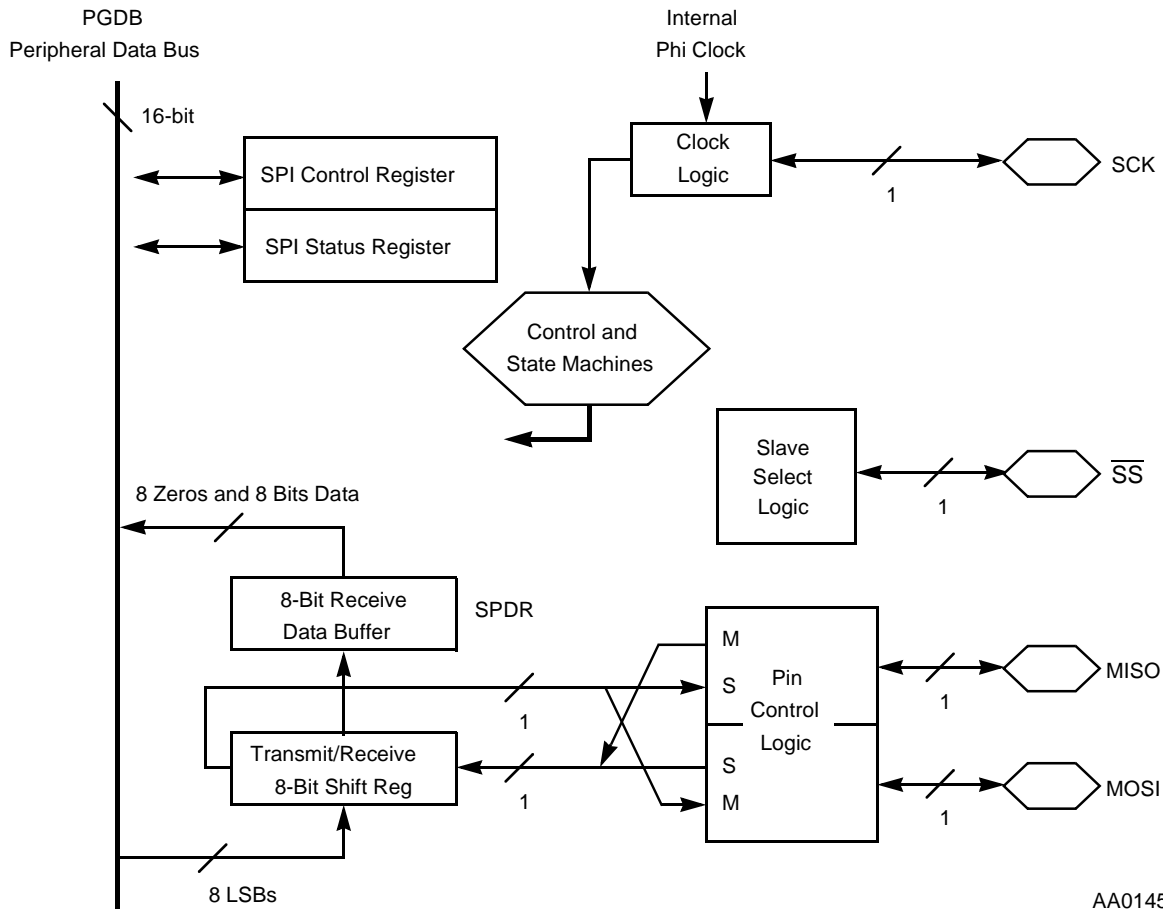 PGDB
Peripheral Data Bus
Internal
Phi Clock
16-bit
SPI Control Register
SPI Status Register
Clock
Logic
1
SCK
Control and
State Machines
Slave
Select
Logic
1
SS
8 Zeros and 8 Bits Data
8-Bit Receive
Data Buffer
SPDR
1
Transmit/Receive
8-Bit Shift Reg
1
8 LSBs
M
S
Pin
Control
Logic
S
M
1
MISO
1
MOSI
AA0145